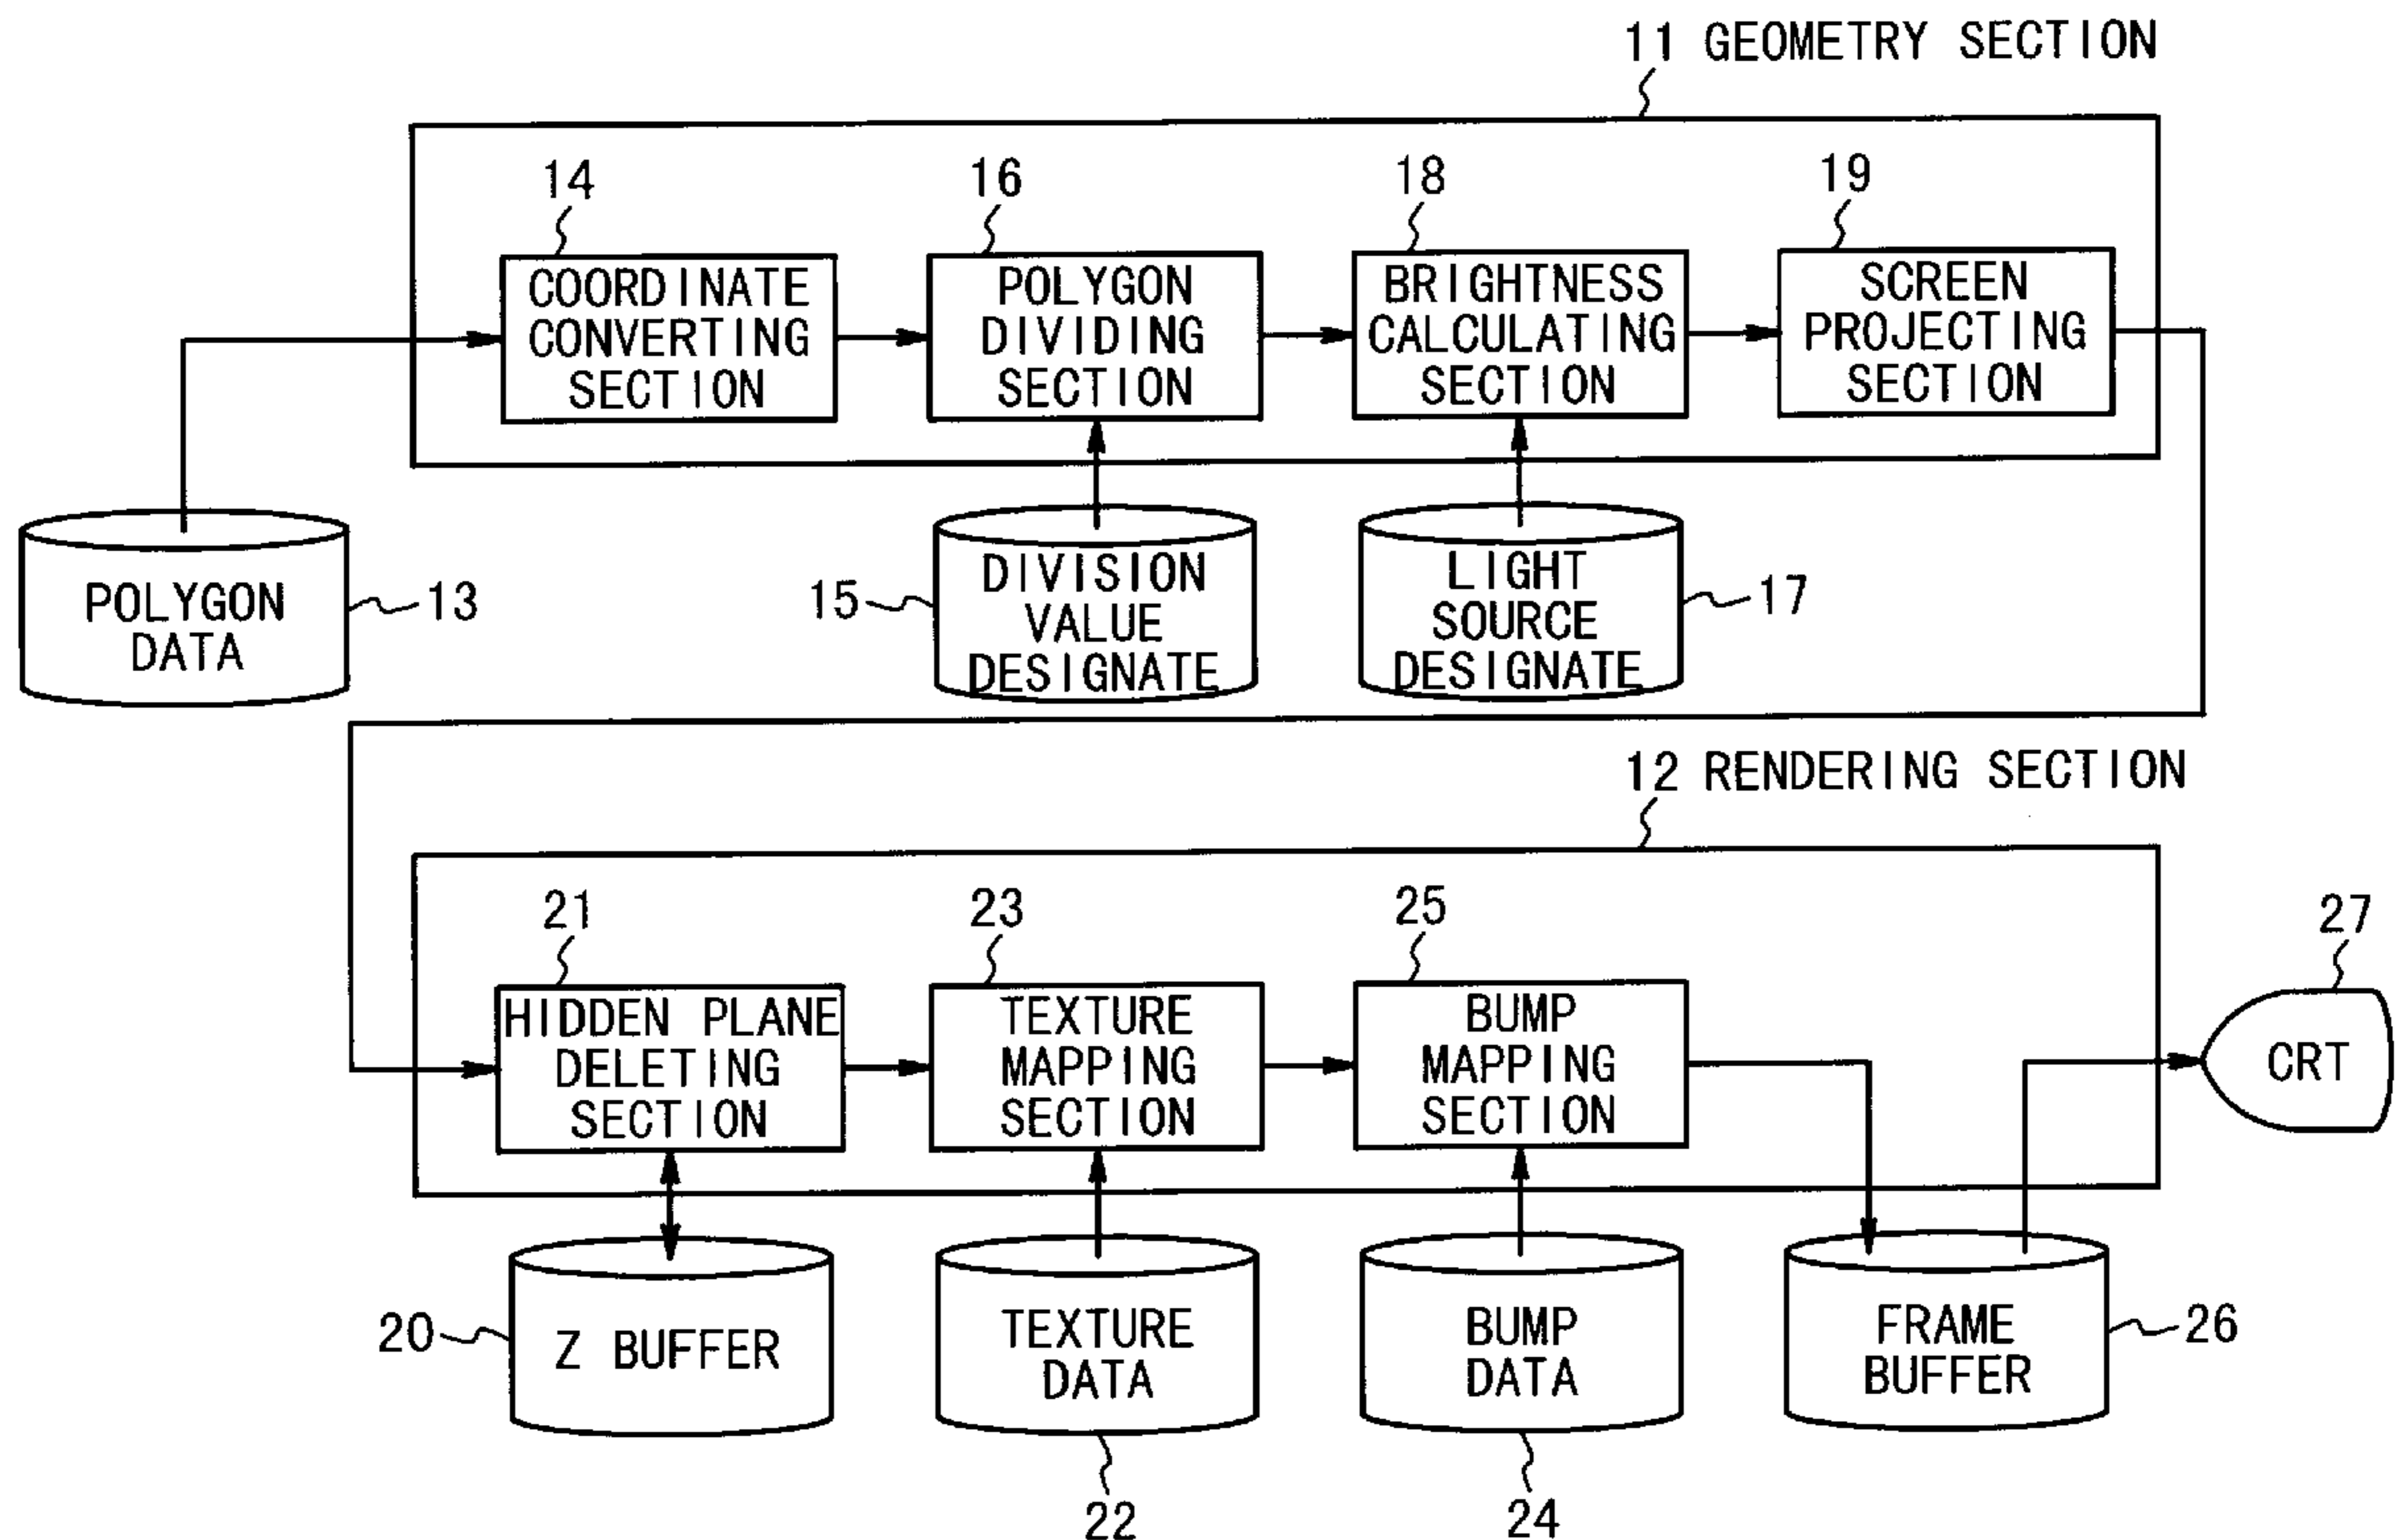 11 GEOMETRY SECTION
14
16
18
19
COORDINATE
CONVERTING
SECTION
POLYGON
DIVIDING
SECTION
BRIGHTNESS
CALCULATING
SECTION
SCREEN
PROJECTING
SECTION
POLYGON
DATA
13
15
DIVISION
VALUE
DESIGNATE
LIGHT
SOURCE
DESIGNATE
17
12 RENDERING SECTION
21
23
25
27
HIDDEN PLANE
DELETING
SECTION
TEXTURE
MAPPING
SECTION
BUMP
MAPPING
SECTION
CRT
20
Z BUFFER
TEXTURE
DATA
BUMP
DATA
FRAME
BUFFER
26
22
24